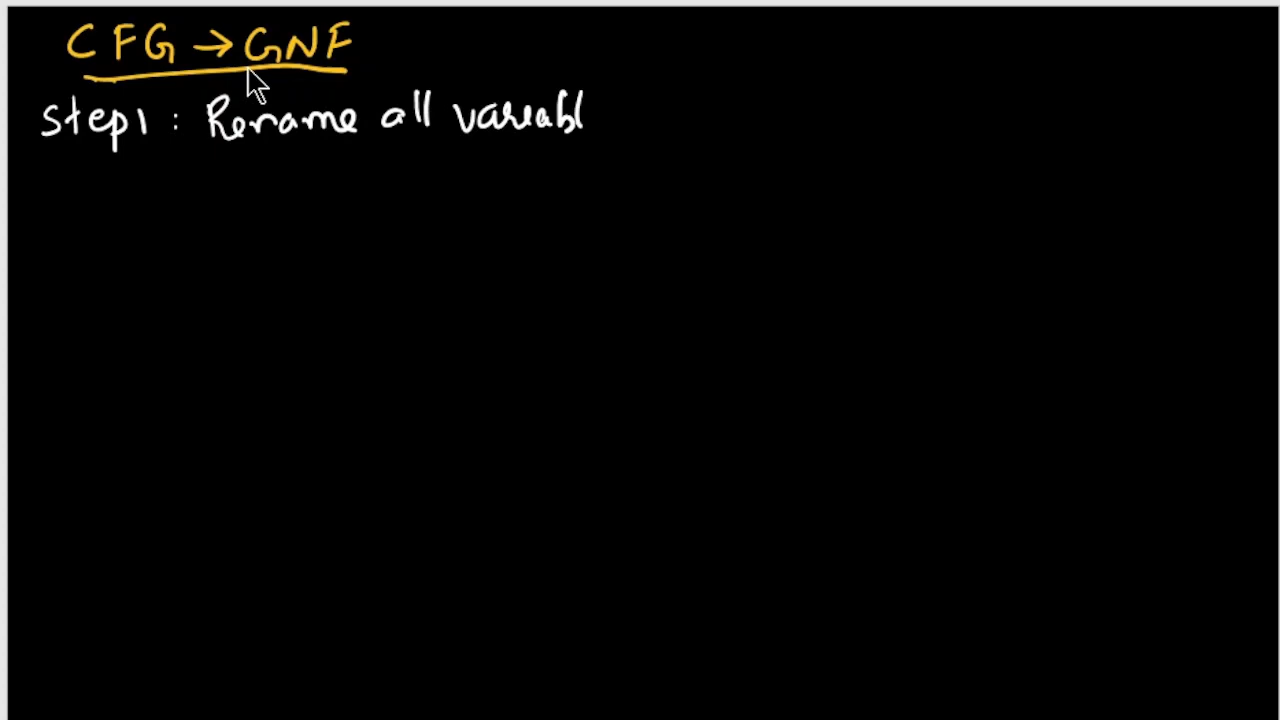 CFG → GNF
Step1 : Rename all variabl